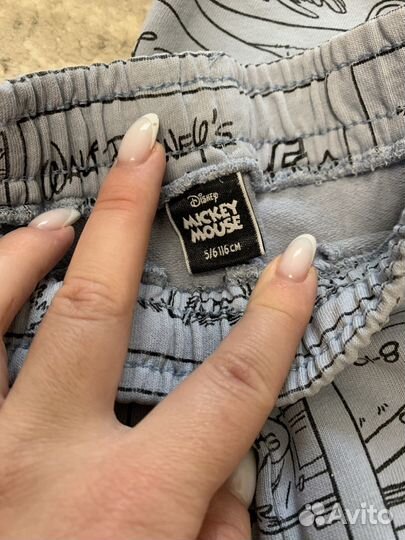 WALT DISNEY'S
Disney
MICKEY
MOUSE
5/6 116 CM
Avito